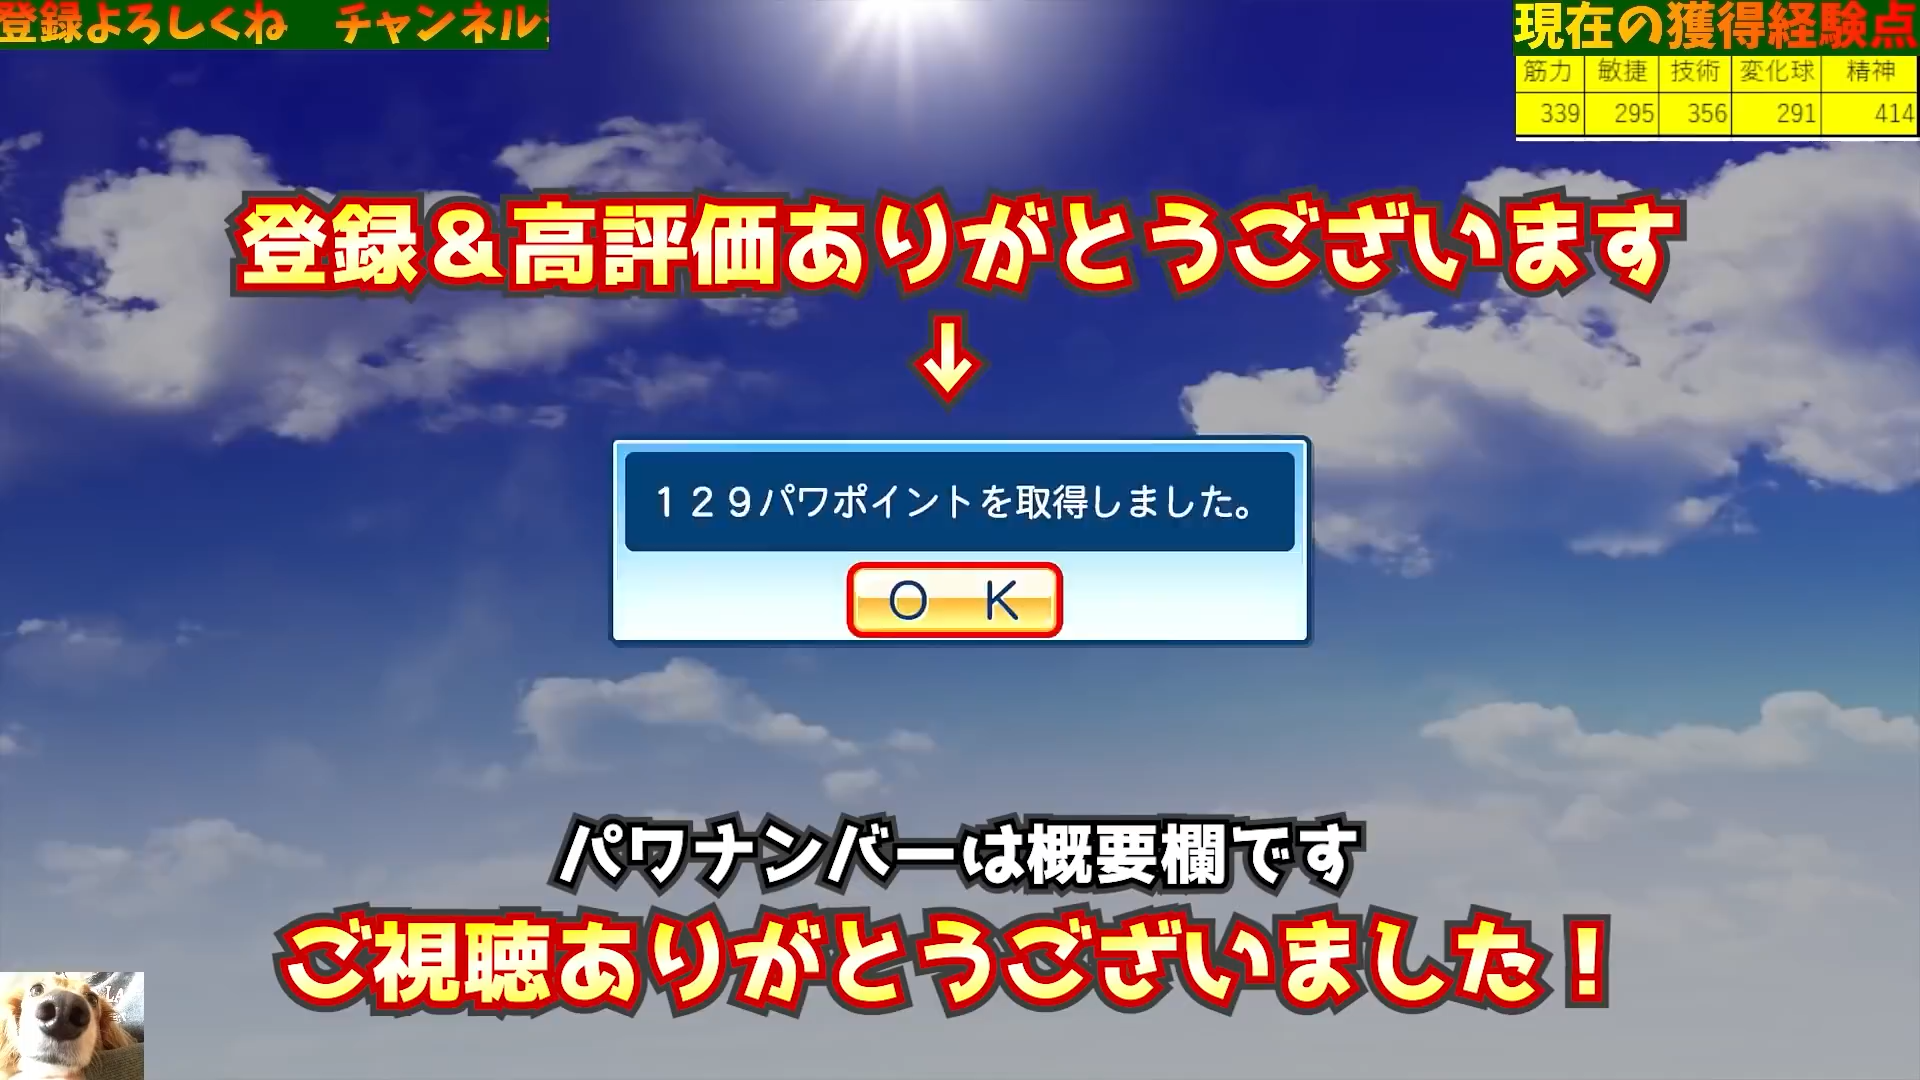 登録よろしくね　チャンネル
現在の獲得経験点
筋力 敏捷 技術 変化球 精神
339 295 356 291 414
登録＆高評価ありがとうございます
↓
１２９パワポイントを取得しました。
Ｏ　Ｋ
パワナンバーは概要欄です
ご視聴ありがとうございました！